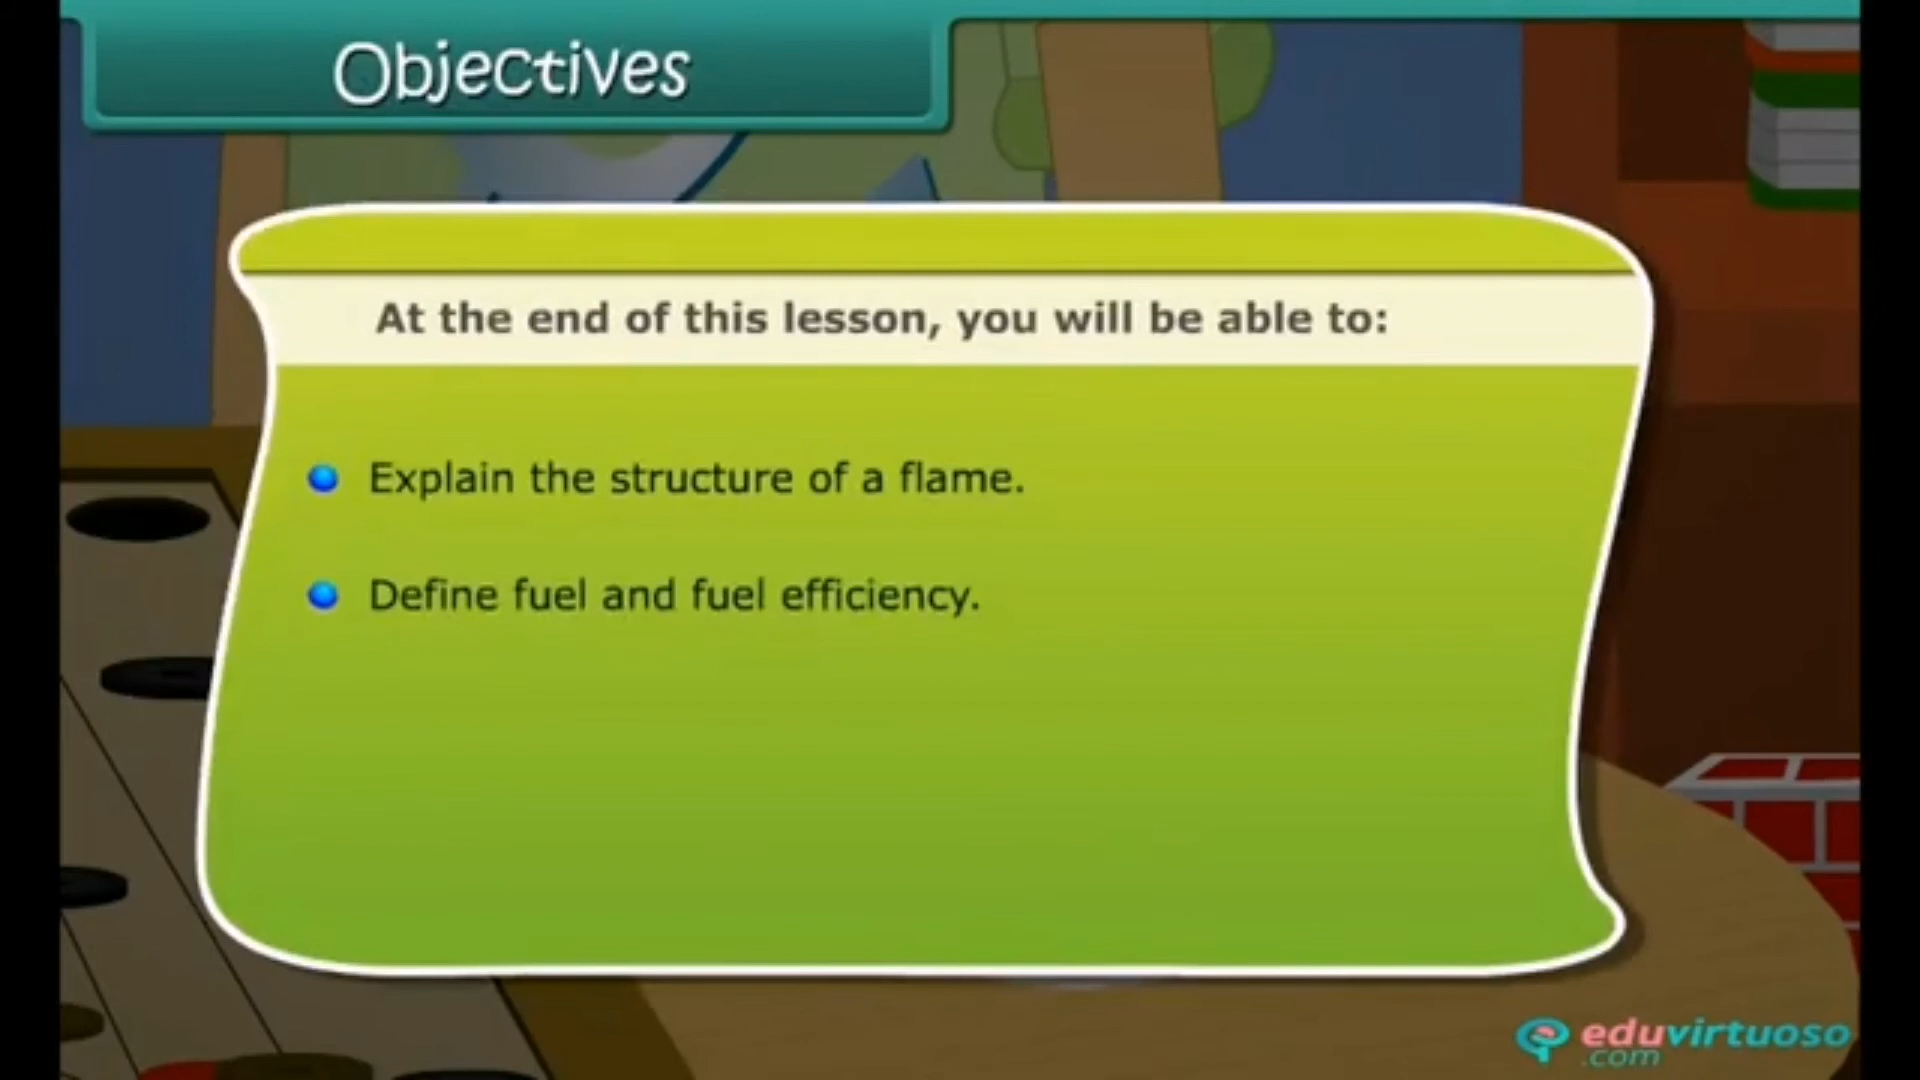 Objectives
At the end of this lesson, you will be able to:
Explain the structure of a flame.
Define fuel and fuel efficiency.
eduvirtuoso
.com